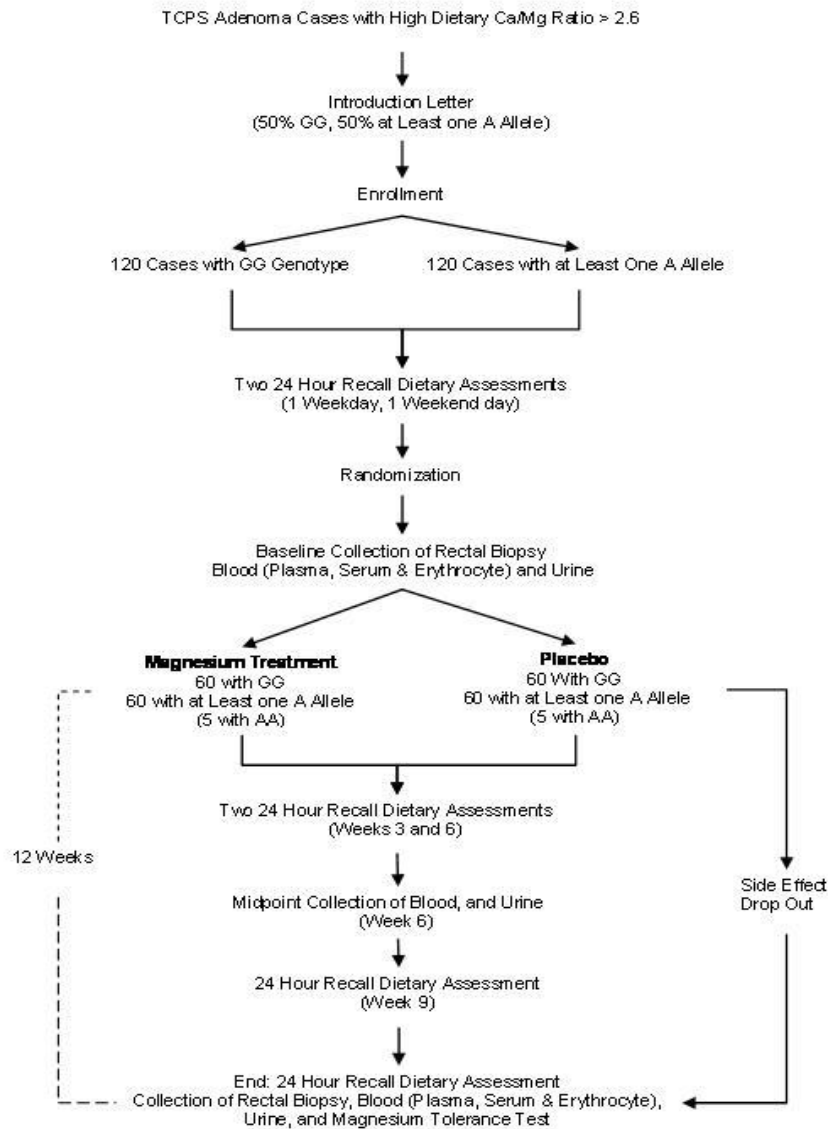 TCPS Adenoma Cases with High Dietary Ca/Mg Ratio > 2.6
Introduction Letter
(50% GG, 50% at Least one A Allele)
Enrollment
120 Cases with GG Genotype
120 Cases with at Least One A Allele
Two 24 Hour Recall Dietary Assessments
(1 Weekday, 1 Weekend day)
Randomization
Baseline Collection of Rectal Biopsy
Blood (Plasma, Serum & Erythrocyte) and Urine
Magnesium Treatment
60 with GG
60 with at Least one A Allele
(5 with AA)
Placebo
60 With GG
60 with at Least one A Allele
(5 with AA)
Two 24 Hour Recall Dietary Assessments
(Weeks 3 and 6)
12 Weeks
Side Effect
Drop Out
Midpoint Collection of Blood, and Urine
(Week 6)
24 Hour Recall Dietary Assessment
(Week 9)
End: 24 Hour Recall Dietary Assessment
Collection of Rectal Biopsy, Blood (Plasma, Serum & Erythrocyte),
Urine, and Magnesium Tolerance Test